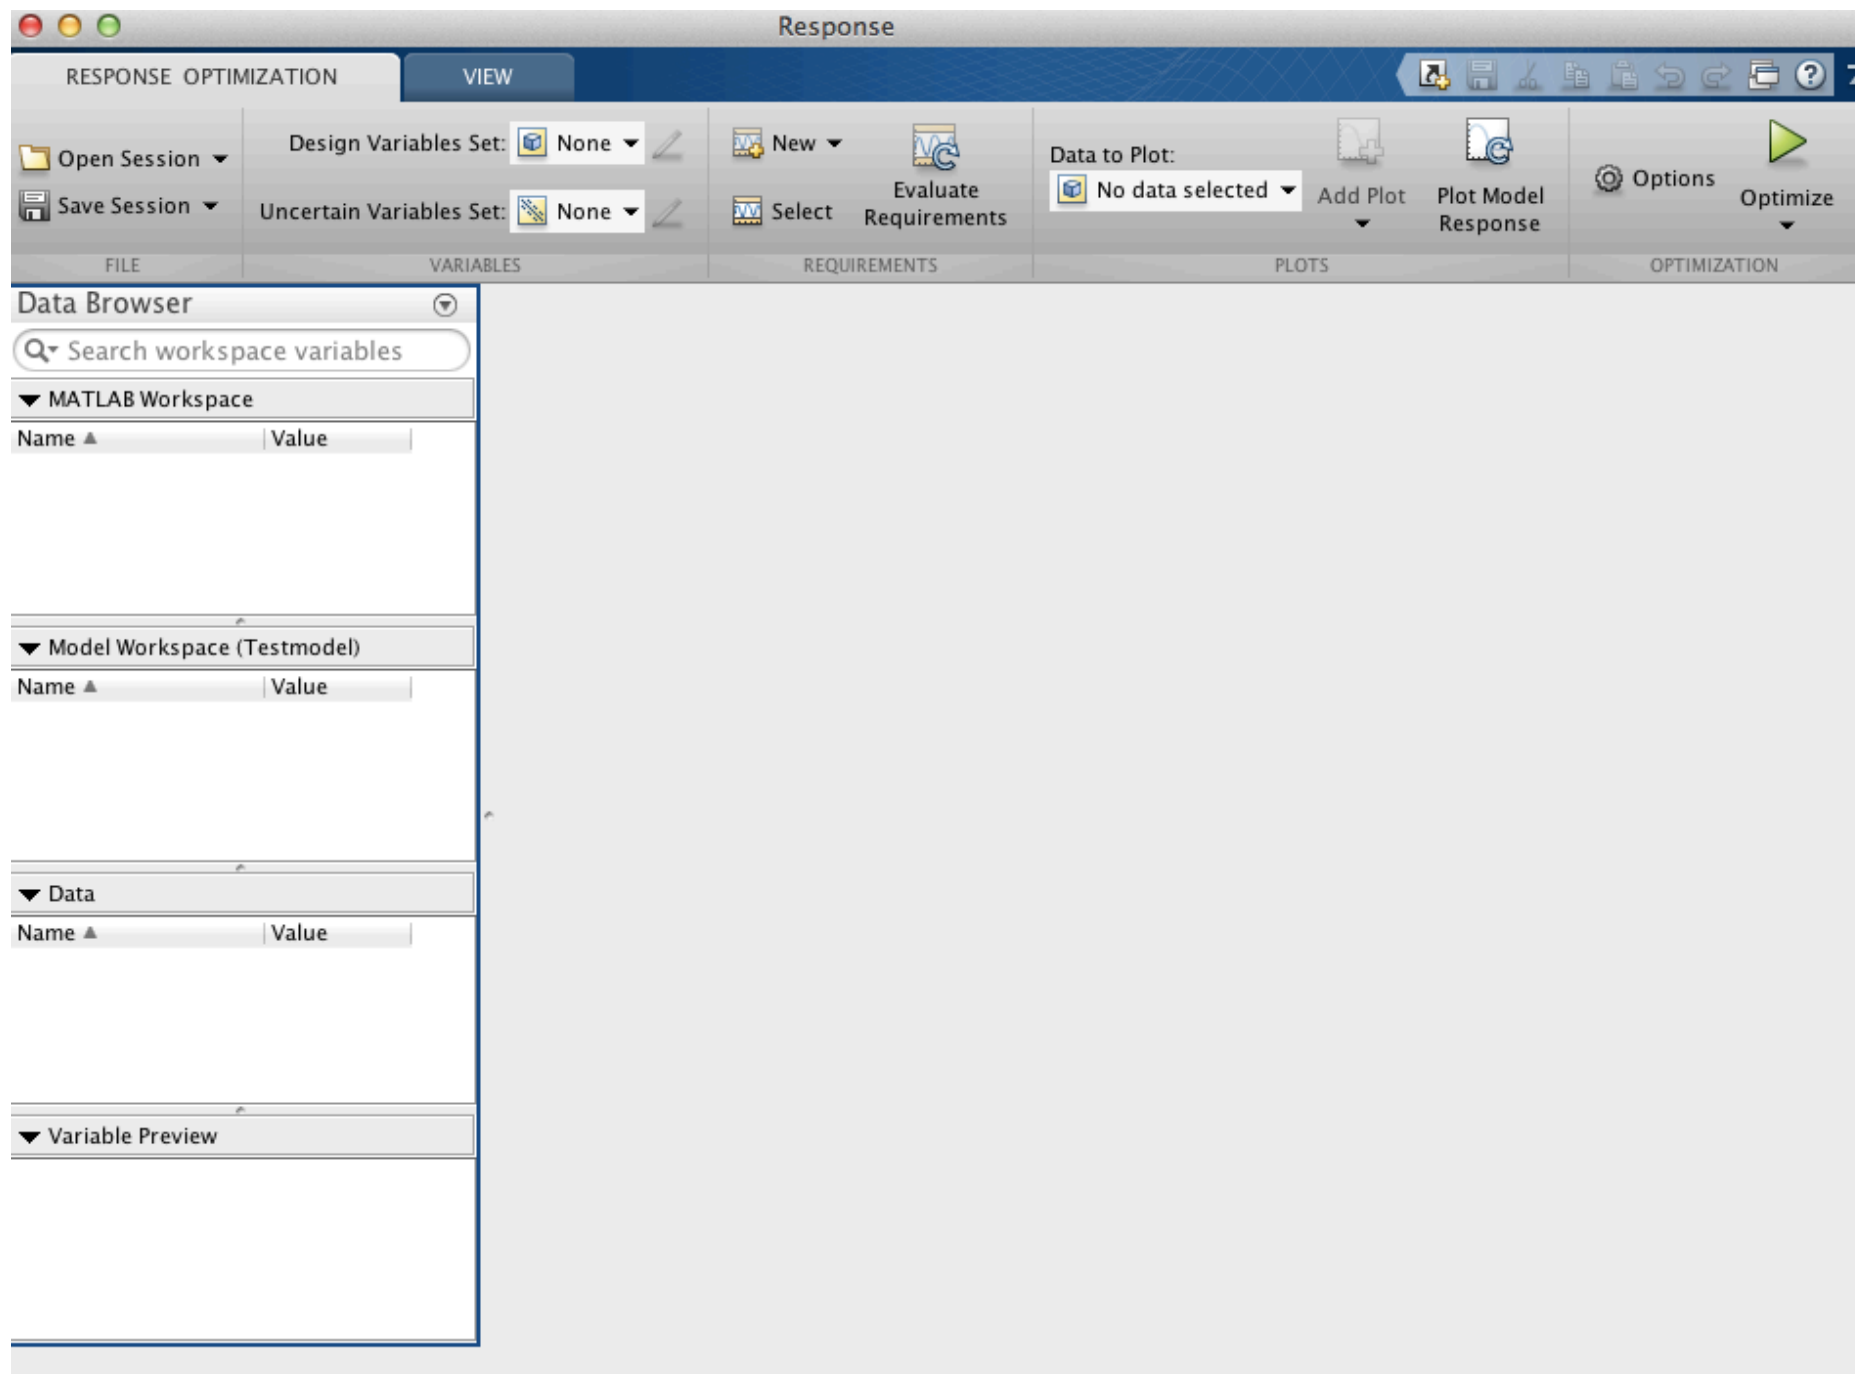 Response
RESPONSE OPTIMIZATION
VIEW
Open Session
Save Session
FILE
Design Variables Set: None
Uncertain Variables Set: None
VARIABLES
New
Select
Evaluate
Requirements
REQUIREMENTS
Data to Plot:
No data selected
Add Plot
Plot Model
Response
PLOTS
Options
Optimize
OPTIMIZATION
Data Browser
Search workspace variables
MATLAB Workspace
Name Value
Model Workspace (Testmodel)
Name Value
Data
Name Value
Variable Preview